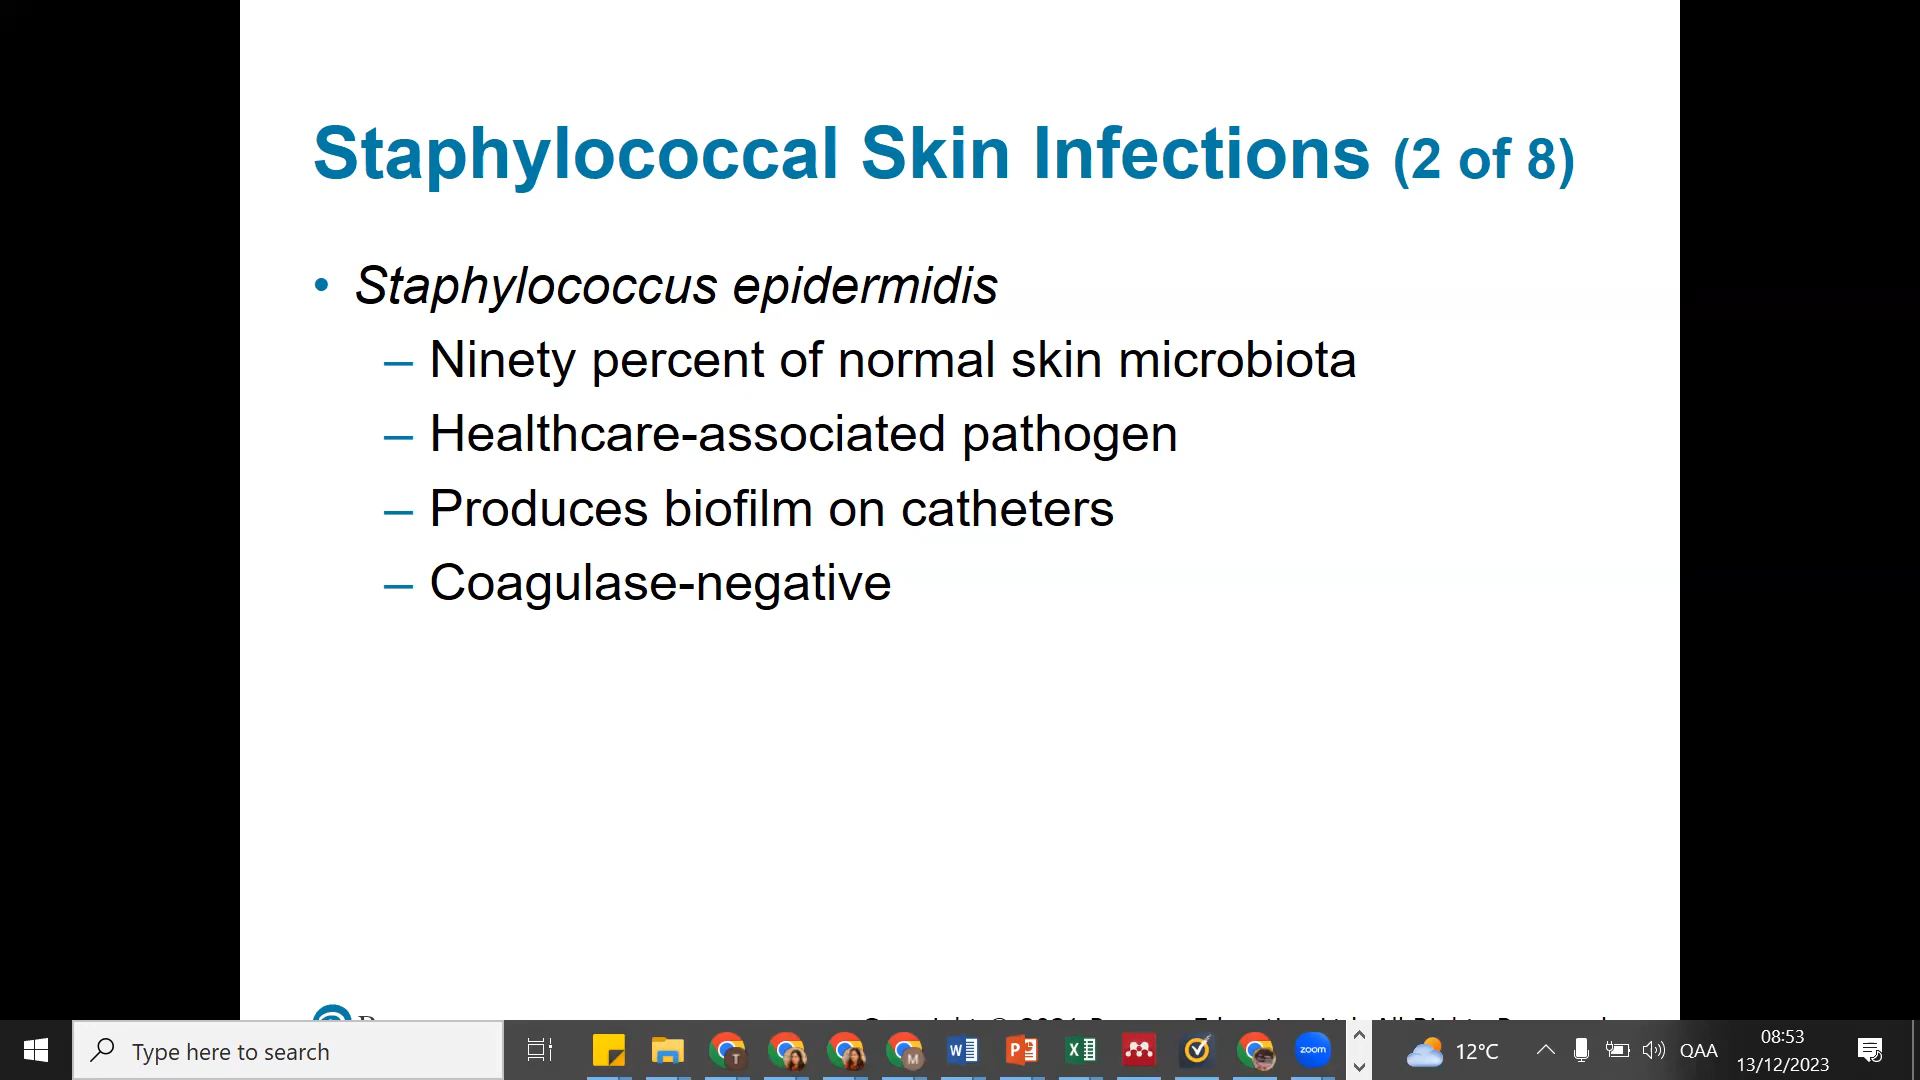 Staphylococcal Skin Infections (2 of 8)
• Staphylococcus epidermidis
– Ninety percent of normal skin microbiota
– Healthcare-associated pathogen
– Produces biofilm on catheters
– Coagulase-negative
Type here to search
T
M
zoom
12°C
QAA
08:53
13/12/2023